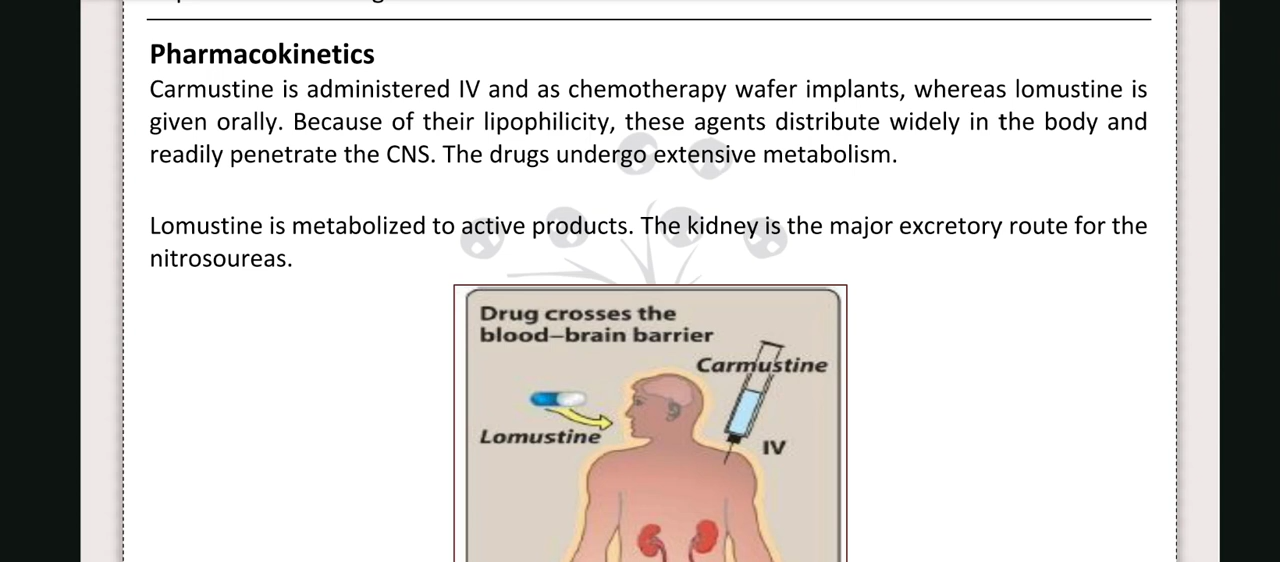 Pharmacokinetics
Carmustine is administered IV and as chemotherapy wafer implants, whereas lomustine is
given orally. Because of their lipophilicity, these agents distribute widely in the body and
readily penetrate the CNS. The drugs undergo extensive metabolism.
Lomustine is metabolized to active products. The kidney is the major excretory route for the
nitrosoureas.
Drug crosses the
blood–brain barrier
Carmustine
Lomustine
IV